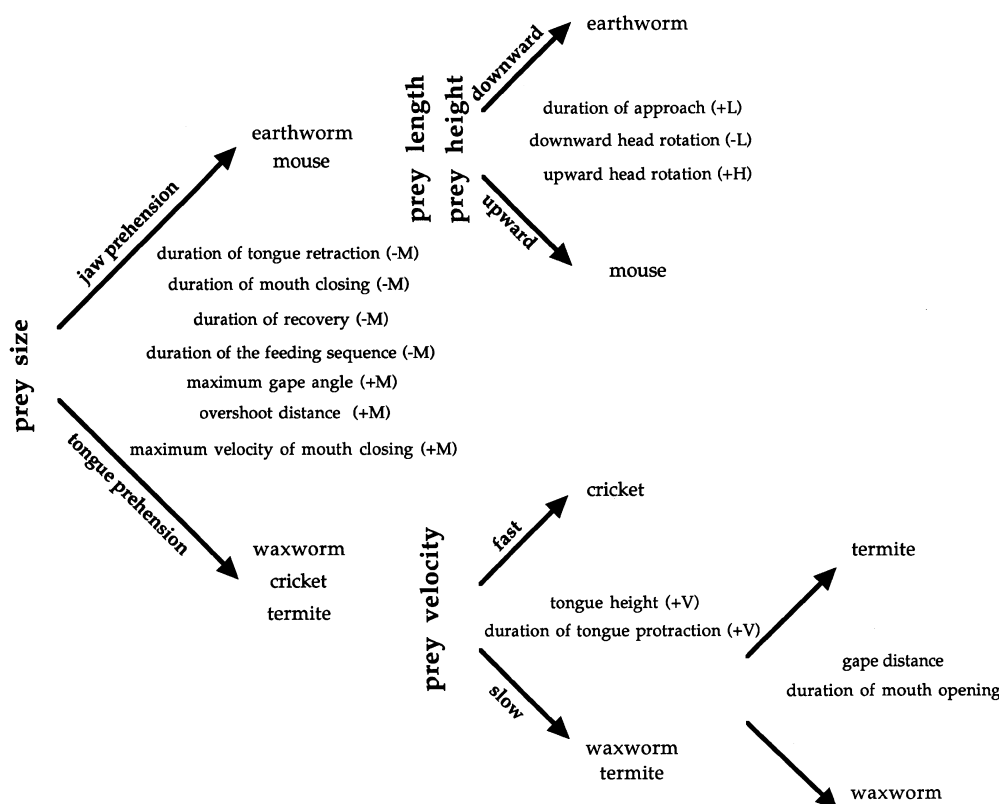 prey size
jaw prehension
earthworm
mouse
duration of tongue retraction (-M)
duration of mouth closing (-M)
duration of recovery (-M)
duration of the feeding sequence (-M)
maximum gape angle (+M)
overshoot distance (+M)
maximum velocity of mouth closing (+M)
tongue prehension
waxworm
cricket
termite
prey length
prey height
downward
earthworm
duration of approach (+L)
downward head rotation (-L)
upward head rotation (+H)
upward
mouse
prey velocity
fast
cricket
tongue height (+V)
duration of tongue protraction (+V)
slow
waxworm
termite
termite
gape distance
duration of mouth opening
waxworm